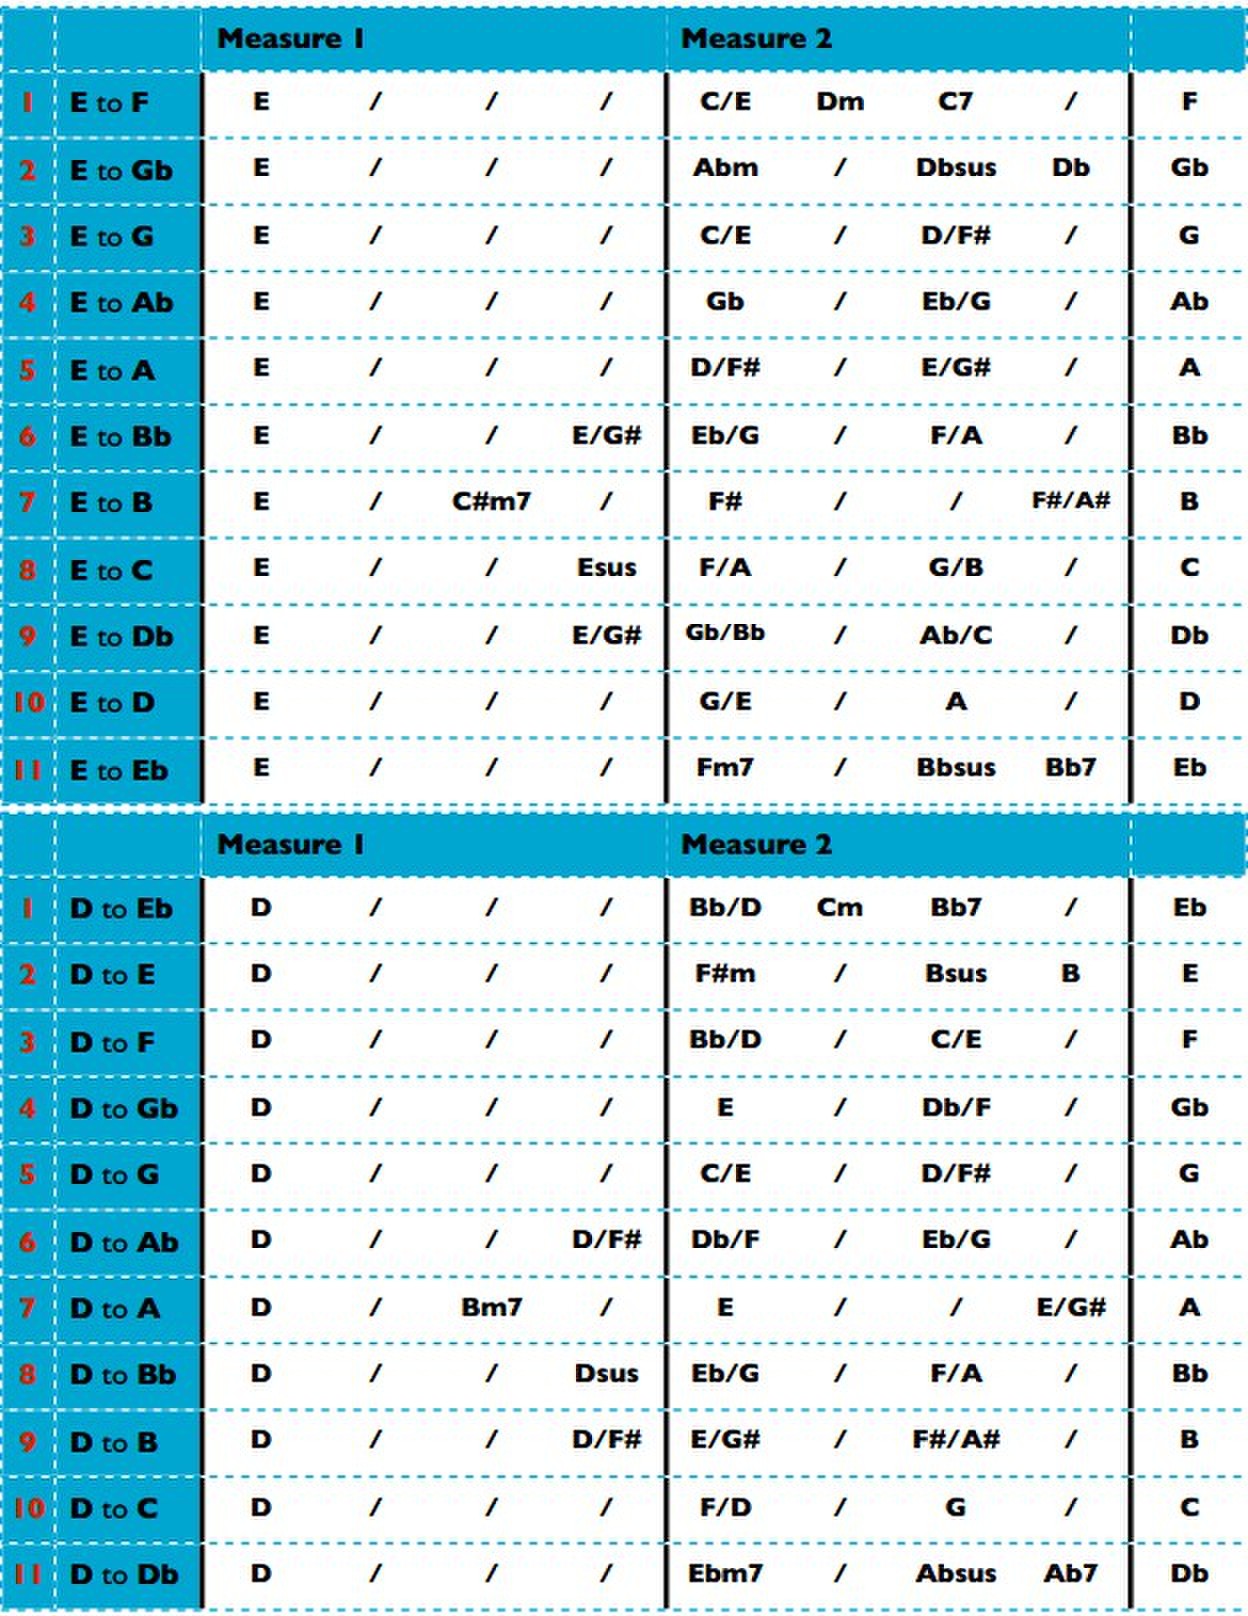 Measure 1 Measure 2
1 E to F E / / / C/E Dm C7 / F
2 E to Gb E / / / Abm / Dbsus Db Gb
3 E to G E / / / C/E / D/F# / G
4 E to Ab E / / / Gb / Eb/G / Ab
5 E to A E / / / D/F# / E/G# / A
6 E to Bb E / / E/G# Eb/G / F/A / Bb
7 E to B E / C#m7 / F# / / F#/A# B
8 E to C E / / Esus F/A / G/B / C
9 E to Db E / / E/G# Gb/Bb / Ab/C / Db
10 E to D E / / / G/E / A / D
11 E to Eb E / / / Fm7 / Bbsus Bb7 Eb
Measure 1 Measure 2
1 D to Eb D / / / Bb/D Cm Bb7 / Eb
2 D to E D / / / F#m / Bsus B E
3 D to F D / / / Bb/D / C/E / F
4 D to Gb D / / / E / Db/F / Gb
5 D to G D / / / C/E / D/F# / G
6 D to Ab D / / D/F# Db/F / Eb/G / Ab
7 D to A D / Bm7 / E / / E/G# A
8 D to Bb D / / Dsus Eb/G / F/A / Bb
9 D to B D / / D/F# E/G# / F#/A# / B
10 D to C D / / / F/D / G / C
11 D to Db D / / / Ebm7 / Absus Ab7 Db